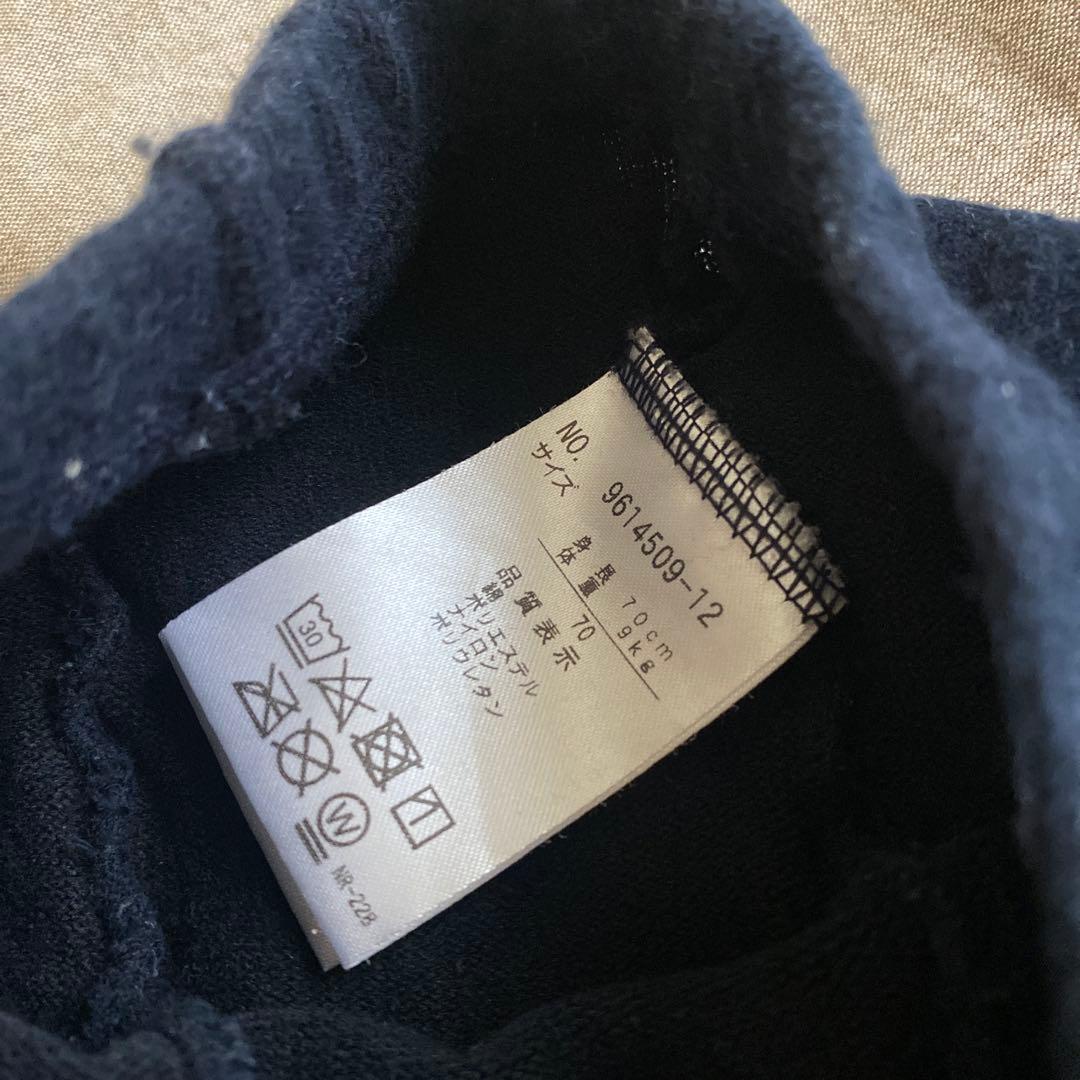 NO. 9614509-12
サイズ 70
身長 70cm
体重 9kg
品質表示
綿
ポリエステル
ナイロン
ポリウレタン
30
W
NR-22B